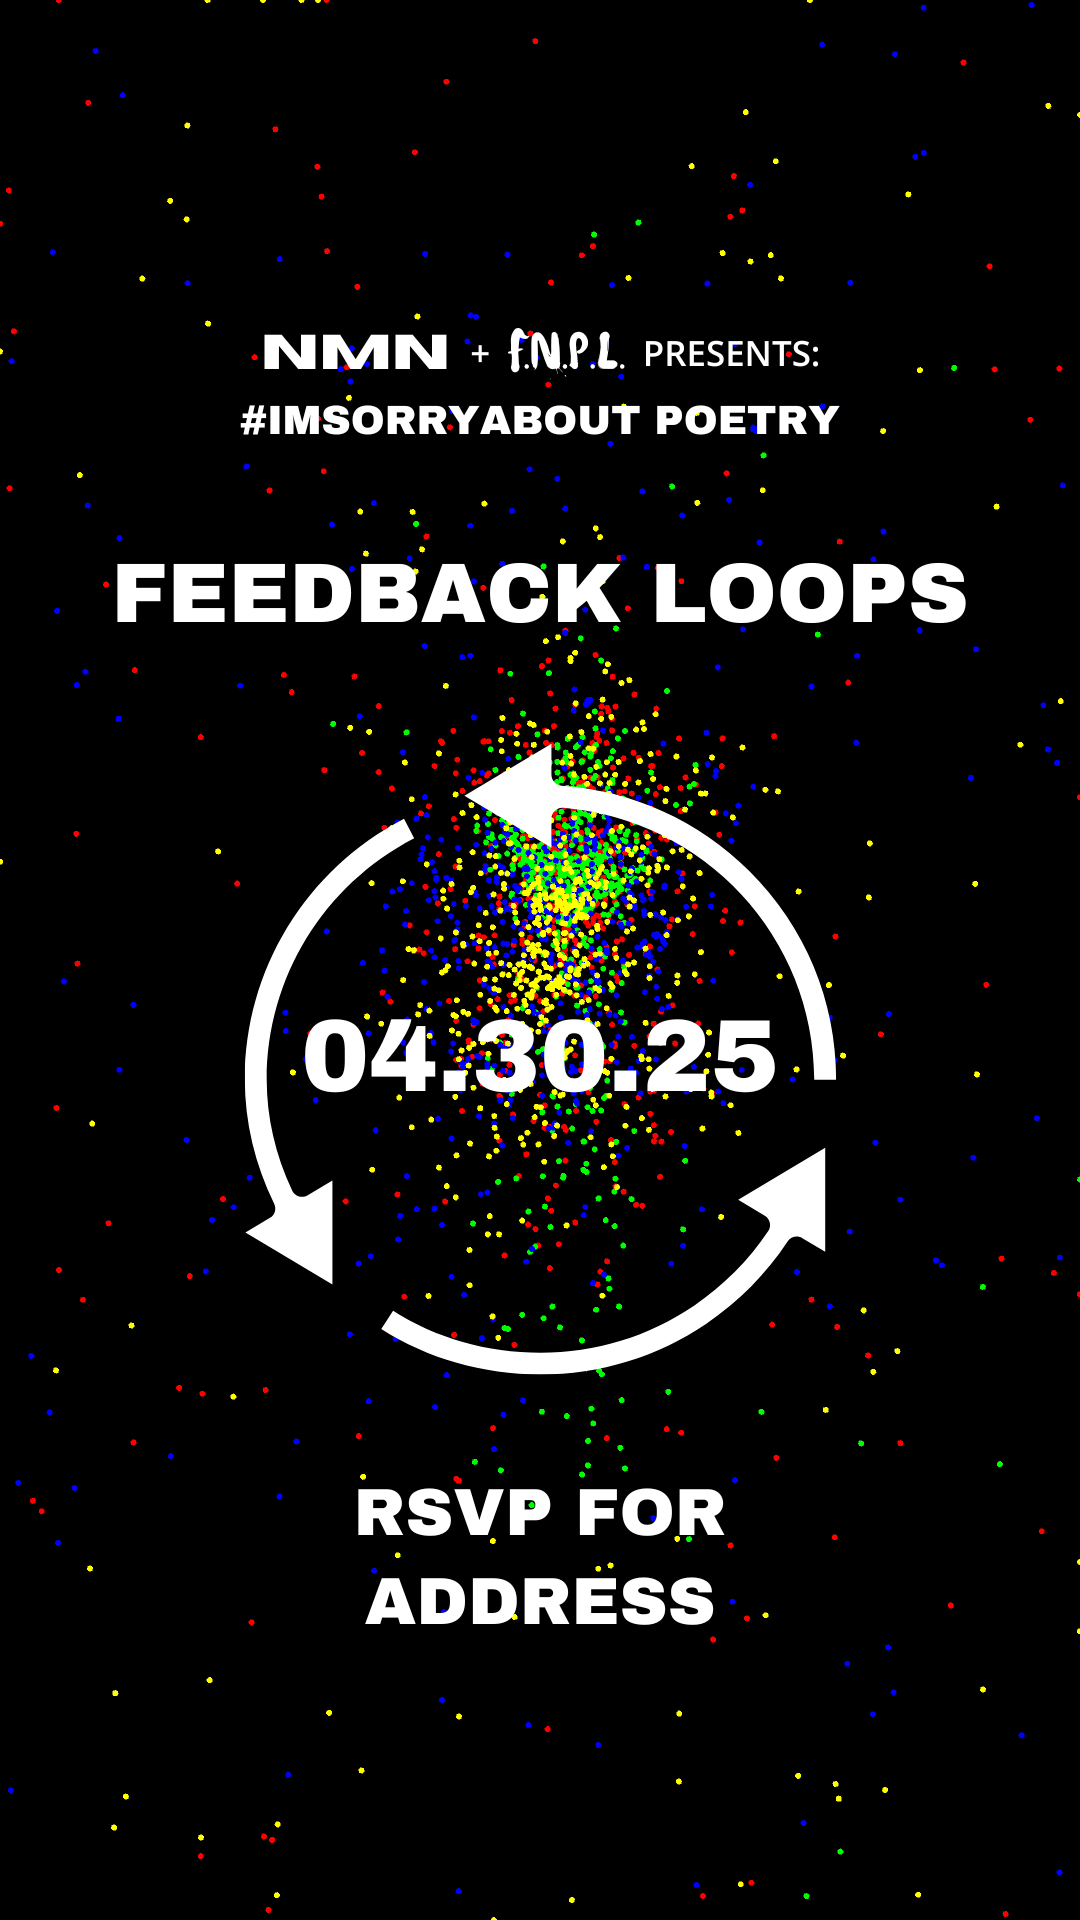 NMN + f.N.P.L. PRESENTS:
#IMSORRYABOUT POETRY
FEEDBACK LOOPS
04.30.25
RSVP FOR
ADDRESS